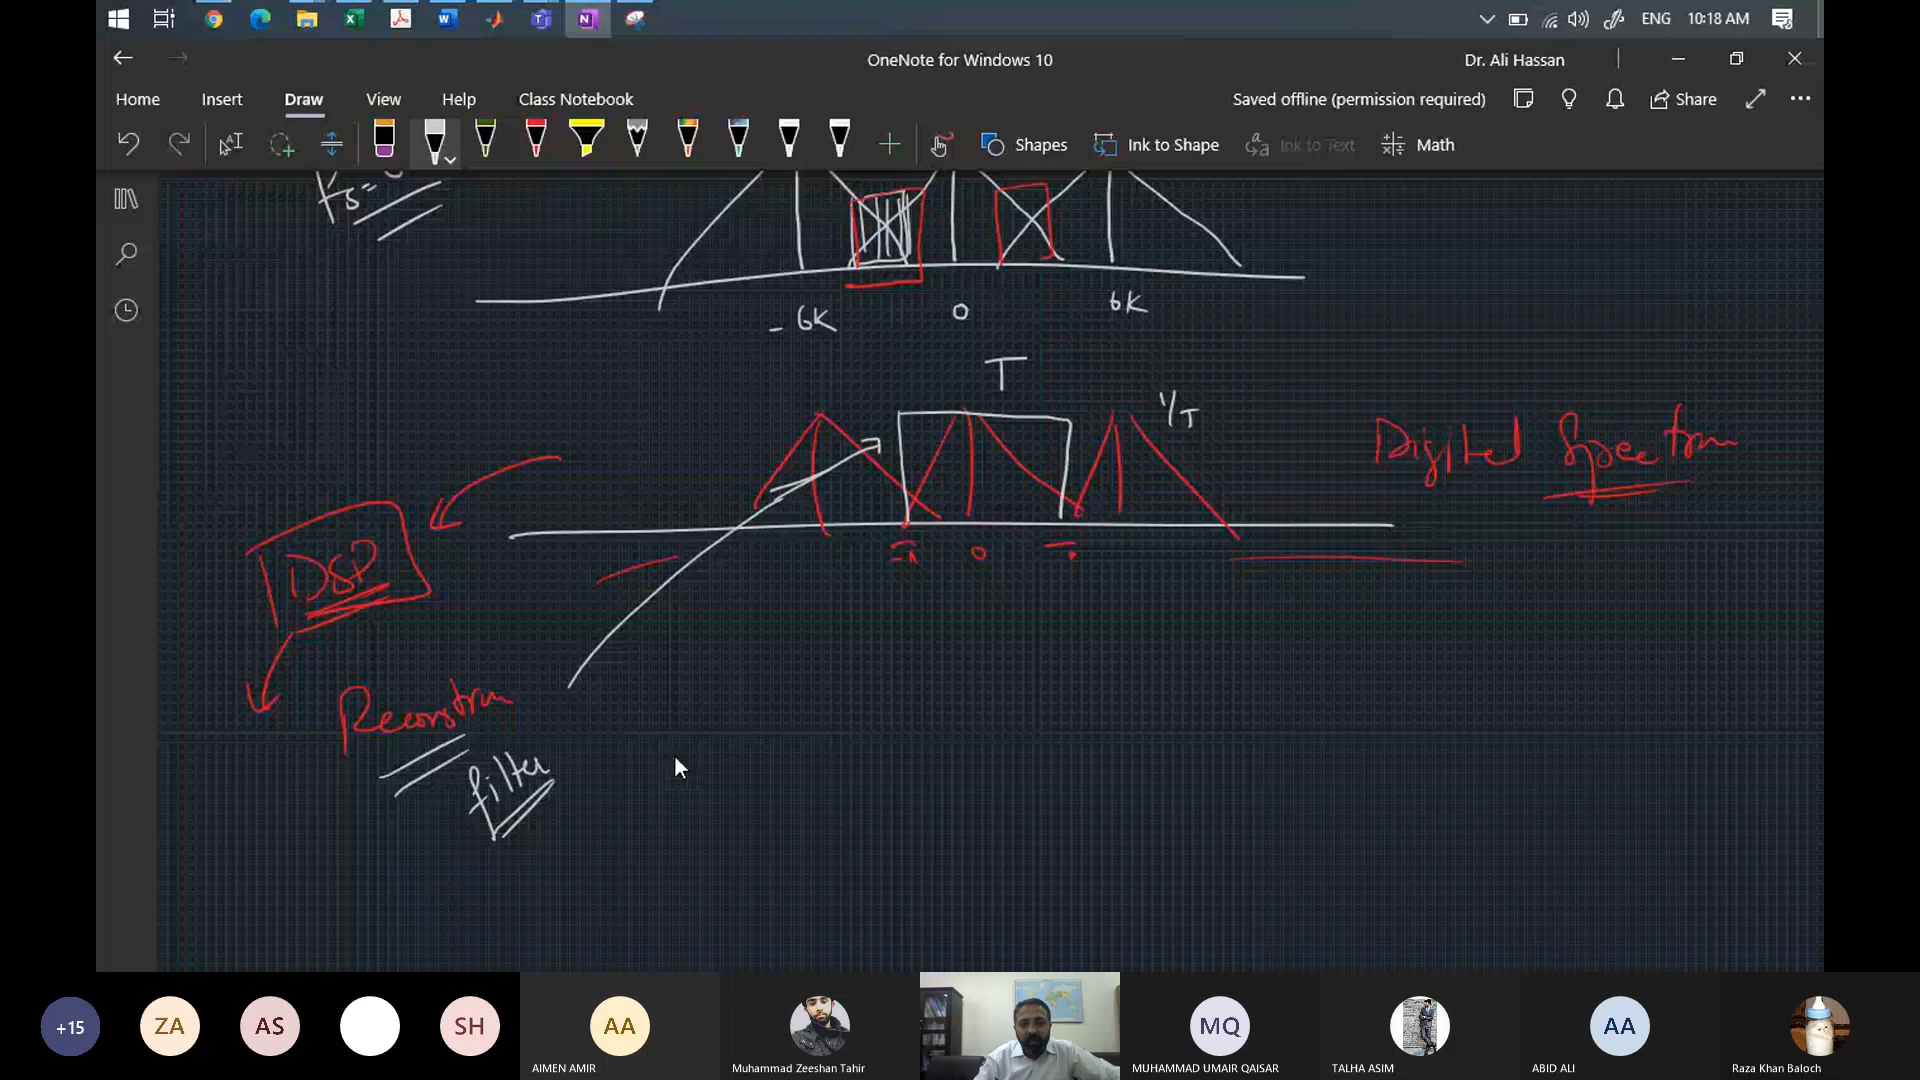 ENG 10:18 AM
OneNote for Windows 10
Dr. Ali Hassan
Home Insert Draw View Help Class Notebook
Saved offline (permission required)
Share
Shapes
Ink to Shape
Ink to Text
Math
- 6K 0 6K
T
1/T
Digital Spectrum
-π 0 π
DSP
Reconstrn
filter
+15 ZA AS SH AA MQ AA
AIMEN AMIR
Muhammad Zeeshan Tahir
MUHAMMAD UMAIR QAISAR
TALHA ASIM
ABID ALI
Raza Khan Baloch